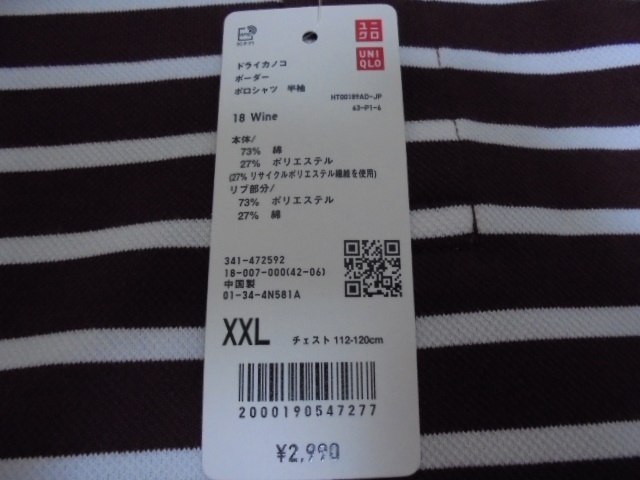 ユニ
クロ
UNI
QLO
ドライカノコ
ボーダー
ポロシャツ 半袖
HT00189AD-JP
63-P1-6
18 Wine
本体/
73% 綿
27% ポリエステル
(27% リサイクルポリエステル繊維を使用)
リブ部分/
73% ポリエステル
27% 綿
341-472592
18-007-000(42-06)
中国製
01-34-4N581A
XXL チェスト 112-120cm
2000190547277
¥2,990